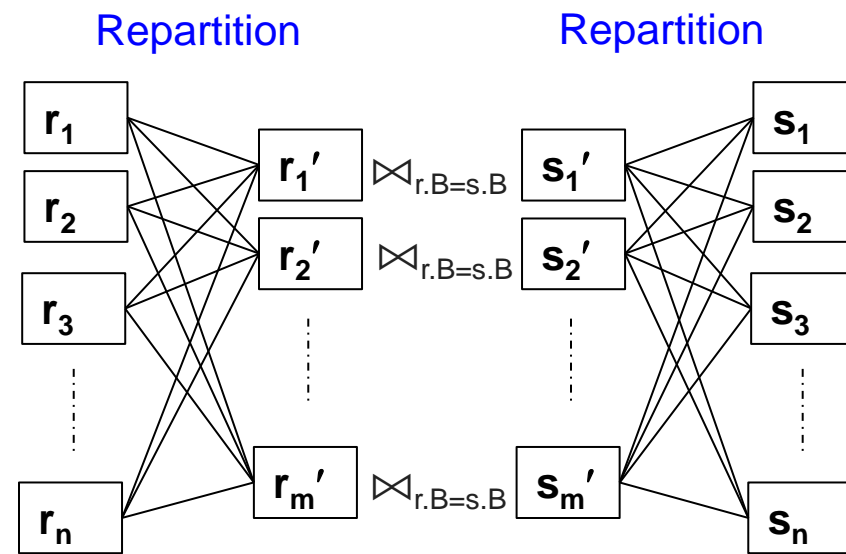 Repartition Repartition
r₁ s₁
r₁′ ⋈r.B=s.B s₁′
r₂ s₂
r₂′ ⋈r.B=s.B s₂′
r₃ s₃
rₘ′ ⋈r.B=s.B sₘ′
rₙ sₙ